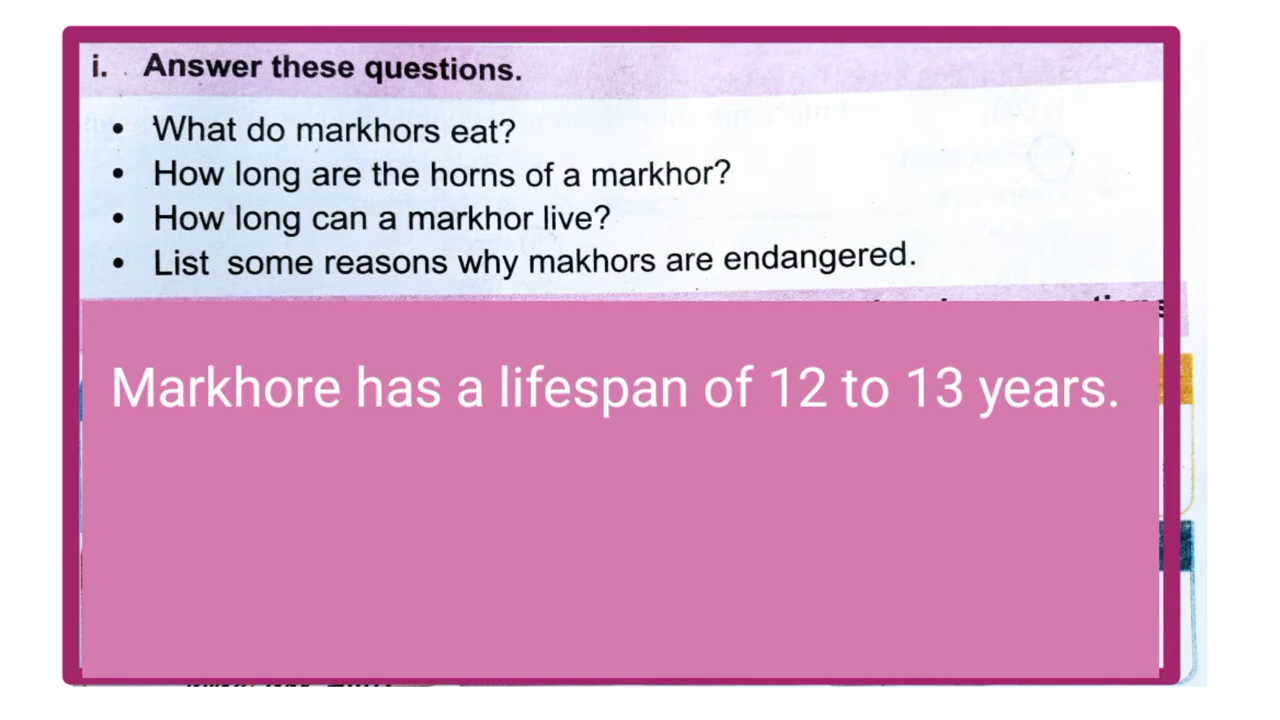 i. Answer these questions.
• What do markhors eat?
• How long are the horns of a markhor?
• How long can a markhor live?
• List some reasons why makhors are endangered.
Markhore has a lifespan of 12 to 13 years.